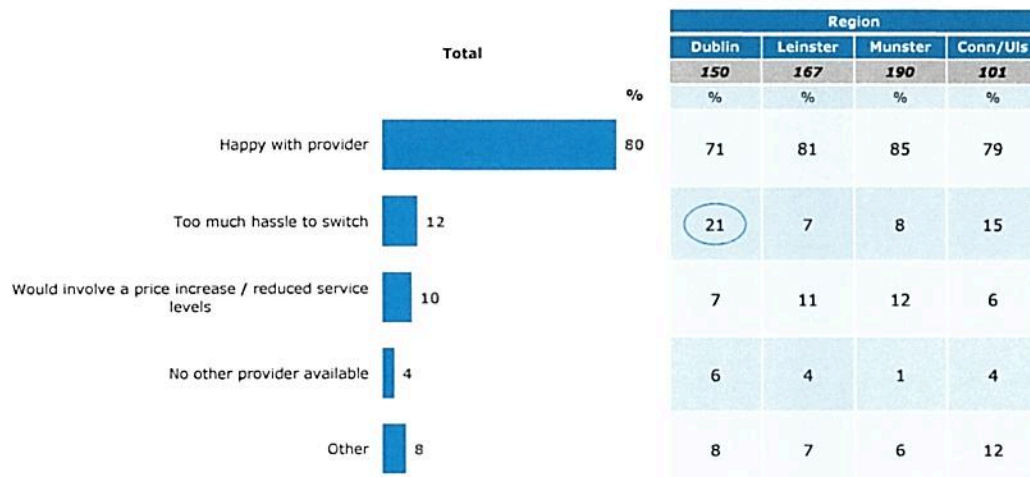 Region
Total
Dublin Leinster Munster Conn/Uls
150 167 190 101
% % % % %
Happy with provider 80 71 81 85 79
Too much hassle to switch 12 21 7 8 15
Would involve a price increase / reduced service
levels
10 7 11 12 6
No other provider available 4 6 4 1 4
Other 8 8 7 6 12